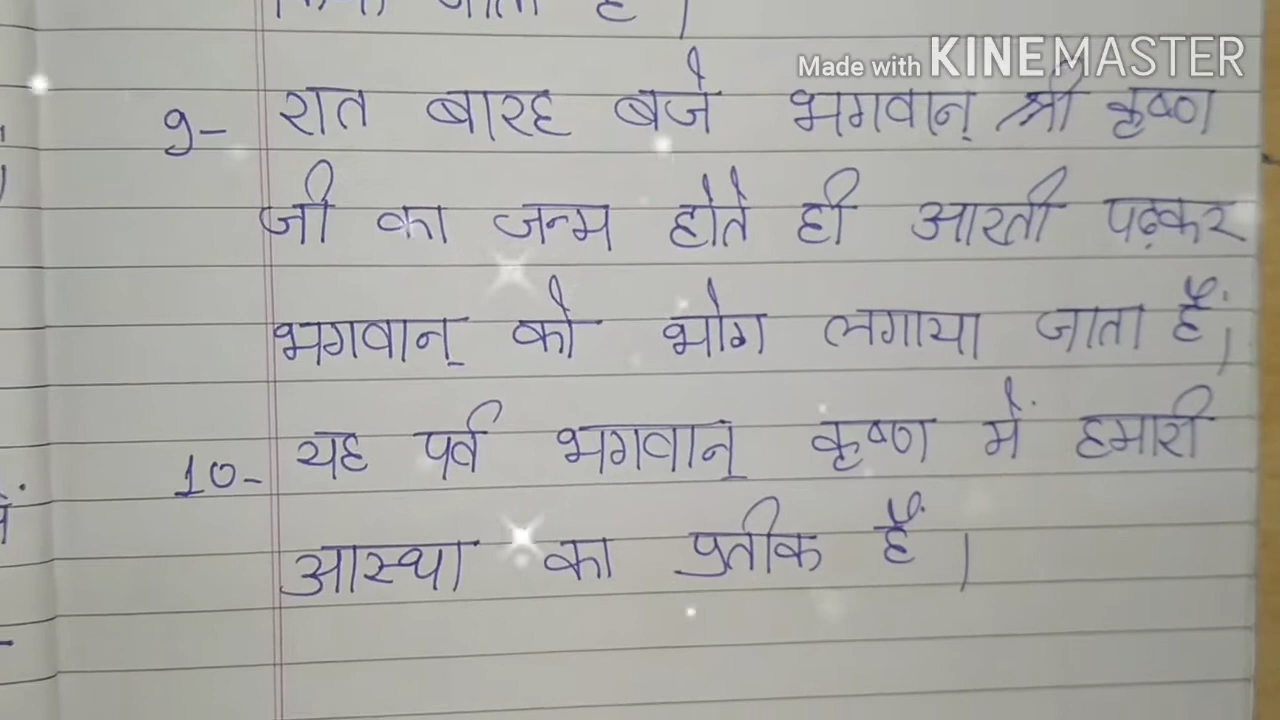 Made with KINEMASTER
9- रात बारह बजे भगवान् श्री कृष्ण
जी का जन्म होते ही आरती पढ़कर
भगवान् को भोग लगाया जाता हैं।
10- यह पर्व भगवान् कृष्ण में हमारी
आस्था का प्रतीक हैं।